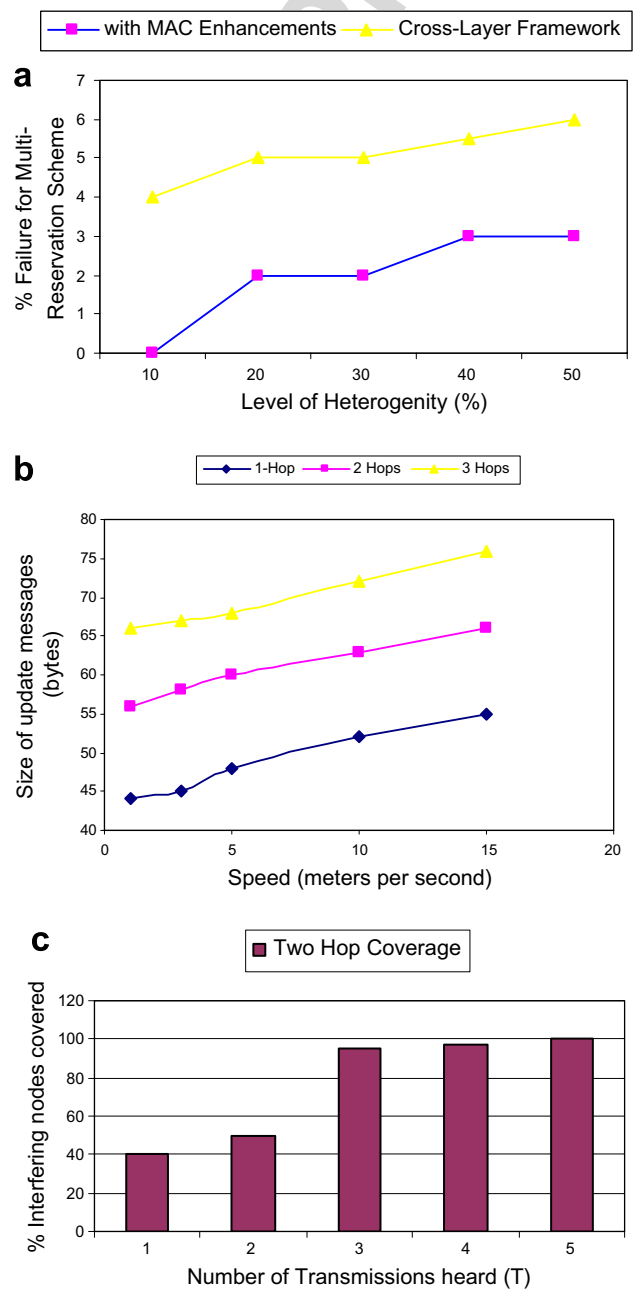 with MAC Enhancements Cross-Layer Framework
a
7
6
5
4
3
2
1
0
% Failure for Multi-
Reservation Scheme
10 20 30 40 50
Level of Heterogenity (%)
b
1-Hop 2 Hops 3 Hops
80
75
70
65
60
55
50
45
40
Size of update messages
(bytes)
0 5 10 15 20
Speed (meters per second)
c
Two Hop Coverage
120
100
80
60
40
20
0
% Interfering nodes covered
1 2 3 4 5
Number of Transmissions heard (T)